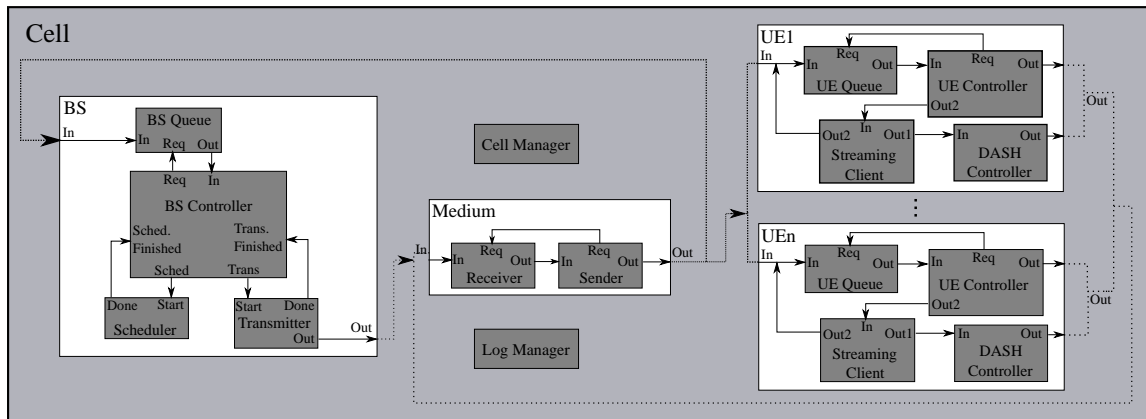 Cell
BS
In
BS Queue
In
Req
Out
Req
In
BS Controller
Sched.
Finished
Trans.
Finished
Sched
Trans
Done
Start
Scheduler
Start
Done
Transmitter
Out
Out
Cell Manager
Medium
In
Req
In
Out
Receiver
Req
In
Out
Sender
Out
Log Manager
UE1
In
Req
In
Out
UE Queue
In
Req
Out
UE Controller
Out2
In
Out2
Out1
Streaming
Client
In
Out
DASH
Controller
Out
⋮
UEn
In
Req
In
Out
UE Queue
In
Req
Out
UE Controller
Out2
In
Out2
Out1
Streaming
Client
In
Out
DASH
Controller
Out